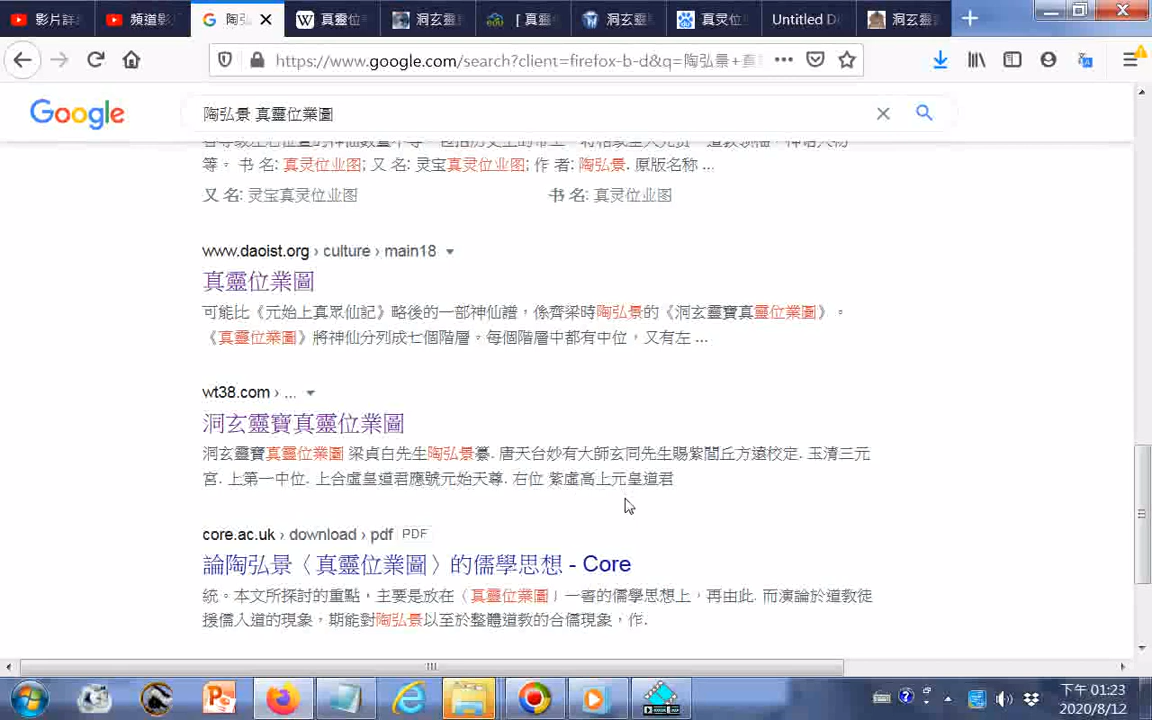 影片詳
頻道影
陶弘
真靈位
洞玄靈
[ 真靈
洞玄靈
真灵位
Untitled D
洞玄靈
https://www.google.com/search?client=firefox-b-d&q=陶弘景+真
Google
陶弘景 真靈位業圖
等。 书 名: 真灵位业图; 又 名: 灵宝真灵位业图; 作 者: 陶弘景. 原版名称 ...
又 名: 灵宝真灵位业图
书 名: 真灵位业图
www.daoist.org › culture › main18
真靈位業圖
可能比《元始上真眾仙記》略後的一部神仙譜，係齊梁時陶弘景的《洞玄靈寶真靈位業圖》。
《真靈位業圖》將神仙分列成七個階層。每個階層中都有中位，又有左 ...
wt38.com › ...
洞玄靈寶真靈位業圖
洞玄靈寶真靈位業圖 梁貞白先生陶弘景纂. 唐天台妙有大師玄同先生賜紫閭丘方遠校定. 玉清三元
宮. 上第一中位. 上合虛皇道君應號元始天尊. 右位 紫虛高上元皇道君
core.ac.uk › download › pdf PDF
論陶弘景〈真靈位業圖〉的儒學思想 - Core
統。本文所探討的重點，主要是放在〈真靈位業圖〉一書的儒學思想上，再由此. 而演論於道教徒
援儒入道的現象，期能對陶弘景以至於整體道教的合儒現象，作.
下午 01:23
2020/8/12